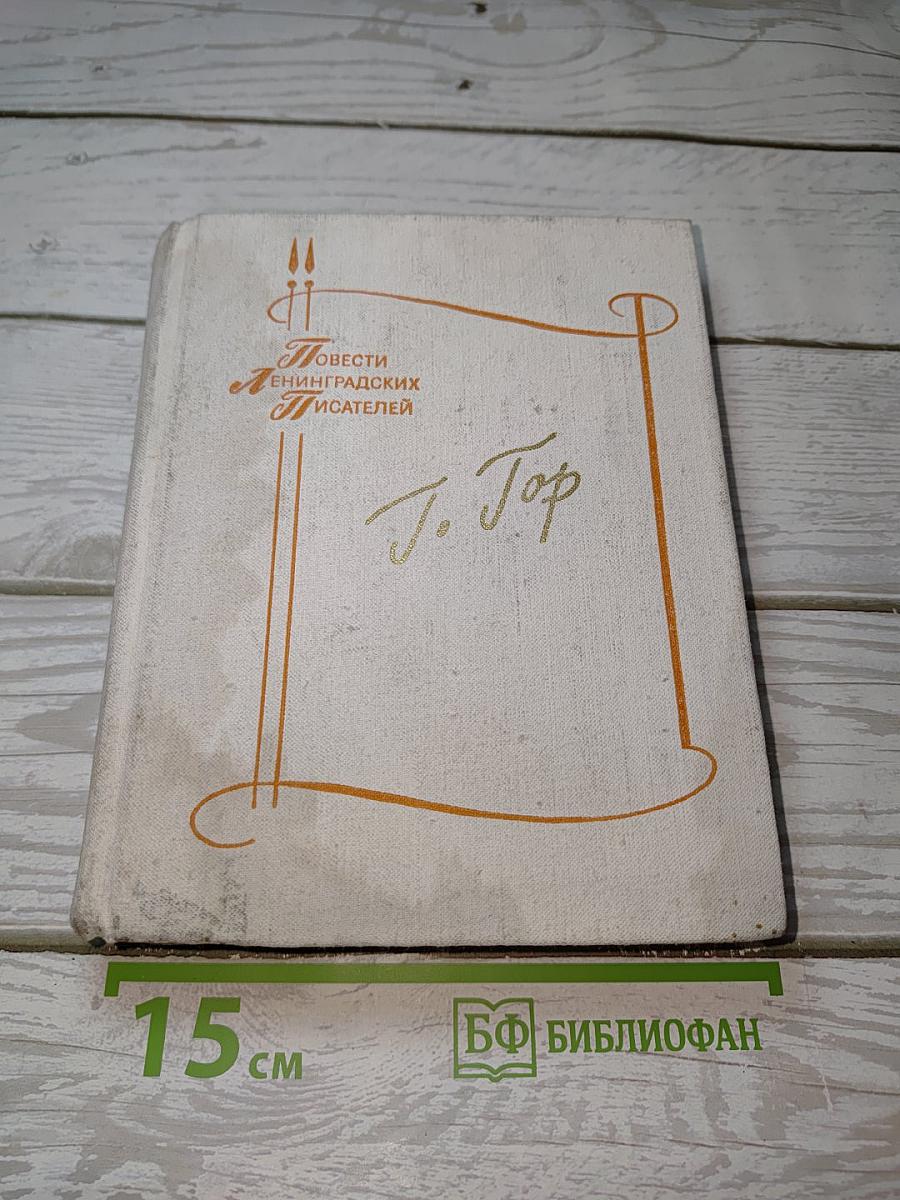 Повести
Ленинградских
Писателей
Г. Гор
15 см
БФ БИБЛИОФАН